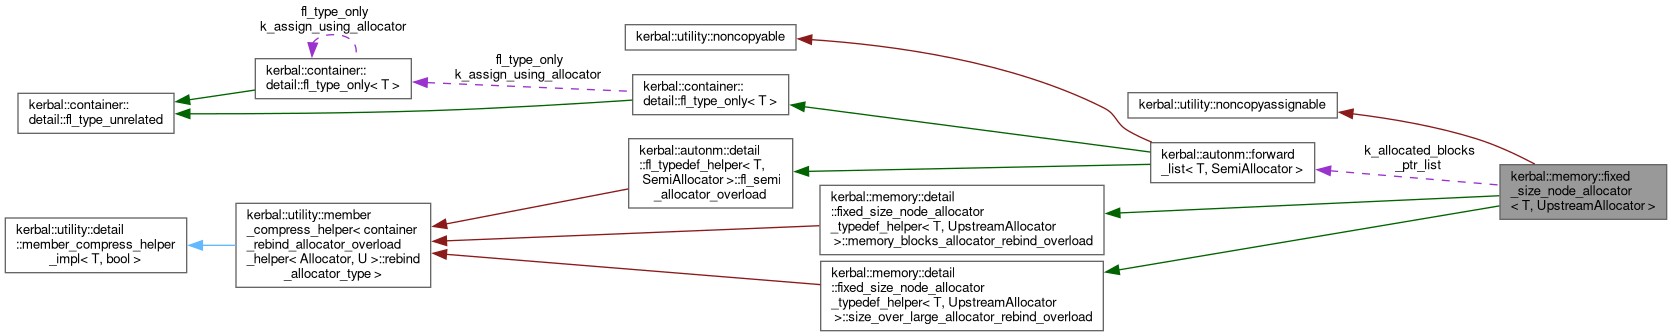 fl_type_only
k_assign_using_allocator
kerbal::container::
detail::fl_type_only< T >
kerbal::container::
detail::fl_type_unrelated
fl_type_only
k_assign_using_allocator
kerbal::utility::noncopyable
kerbal::container::
detail::fl_type_only< T >
kerbal::utility::noncopyassignable
kerbal::autonm::detail
::fl_typedef_helper< T,
SemiAllocator >::fl_semi
_allocator_overload
kerbal::autonm::forward
_list< T, SemiAllocator >
k_allocated_blocks
_ptr_list
kerbal::memory::fixed
_size_node_allocator
< T, UpstreamAllocator >
kerbal::memory::detail
::fixed_size_node_allocator
_typedef_helper< T, UpstreamAllocator
>::memory_blocks_allocator_rebind_overload
kerbal::utility::detail
::member_compress_helper
_impl< T, bool >
kerbal::utility::member
_compress_helper< container
_rebind_allocator_overload
_helper< Allocator, U >::rebind
_allocator_type >
kerbal::memory::detail
::fixed_size_node_allocator
_typedef_helper< T, UpstreamAllocator
>::size_over_large_allocator_rebind_overload